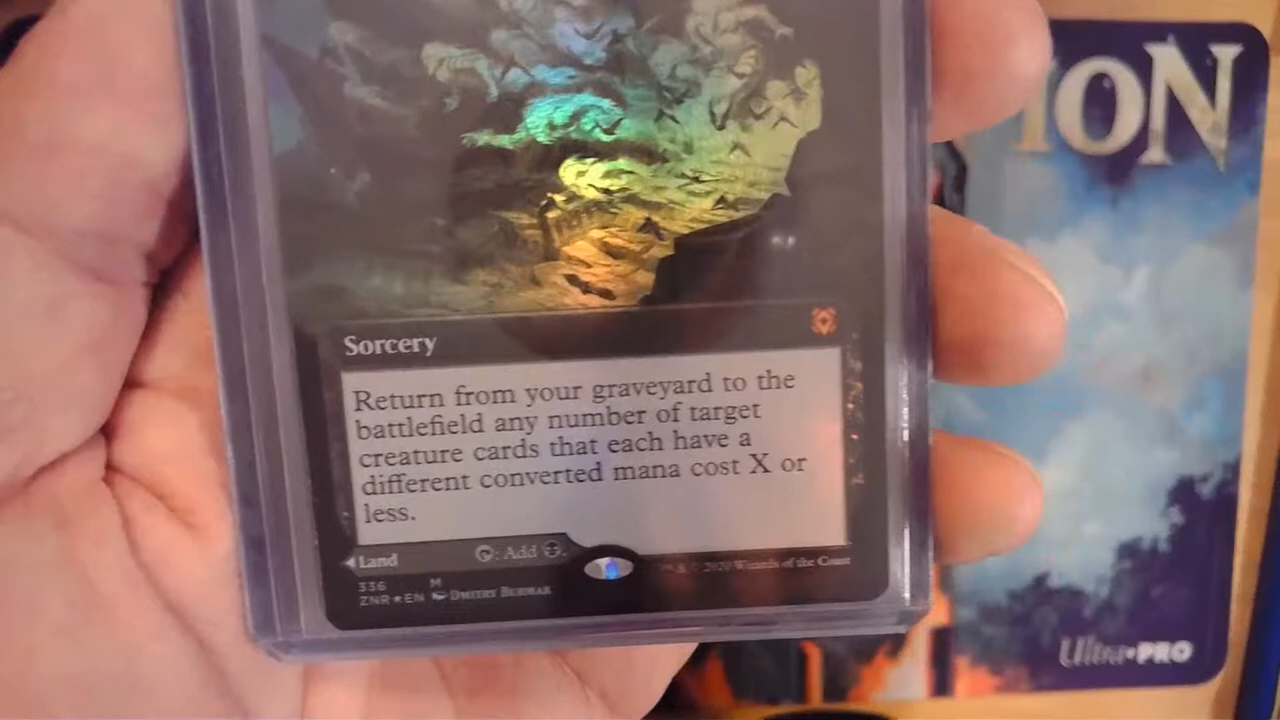 ION
Sorcery
Return from your graveyard to the
battlefield any number of target
creature cards that each have a
different converted mana cost X or
less.
Land
: Add .
336 M
ZNR★EN Dmitry Burmak
™ & © 2020 Wizards of the Coast
Ultra•PRO